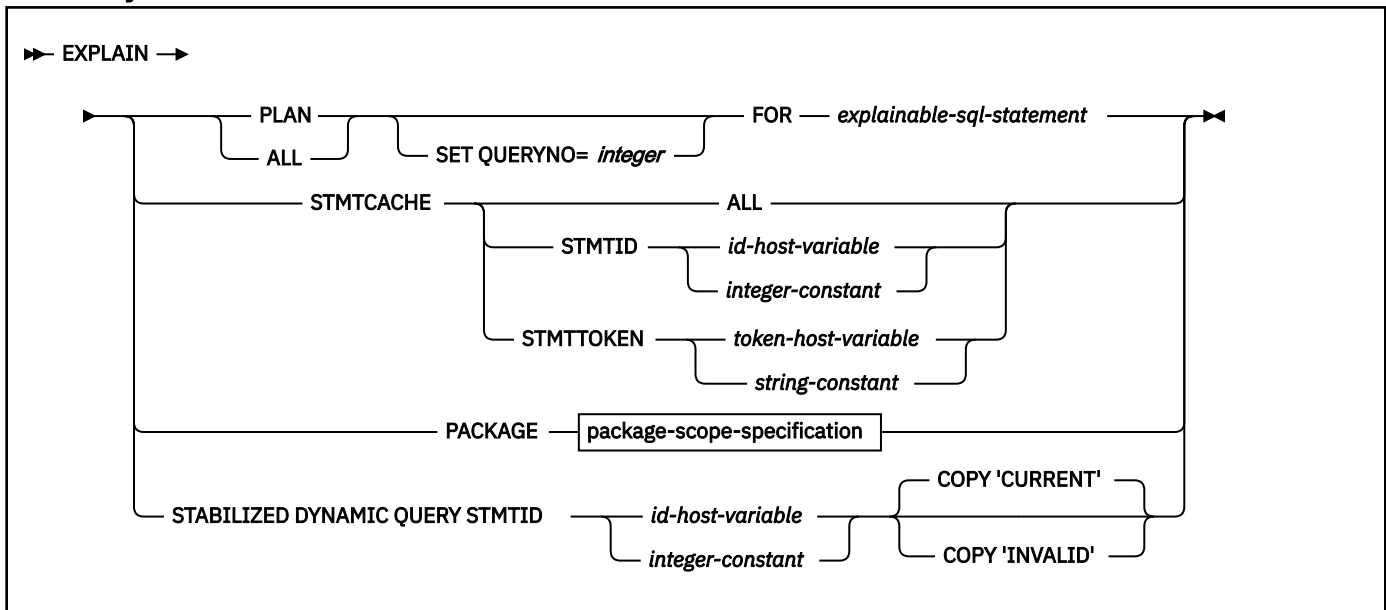 EXPLAIN
PLAN FOR explainable-sql-statement
ALL SET QUERYNO= integer
STMTCACHE ALL
STMTID id-host-variable
integer-constant
STMTTOKEN token-host-variable
string-constant
PACKAGE package-scope-specification
COPY 'CURRENT'
STABILIZED DYNAMIC QUERY STMTID id-host-variable
integer-constant COPY 'INVALID'